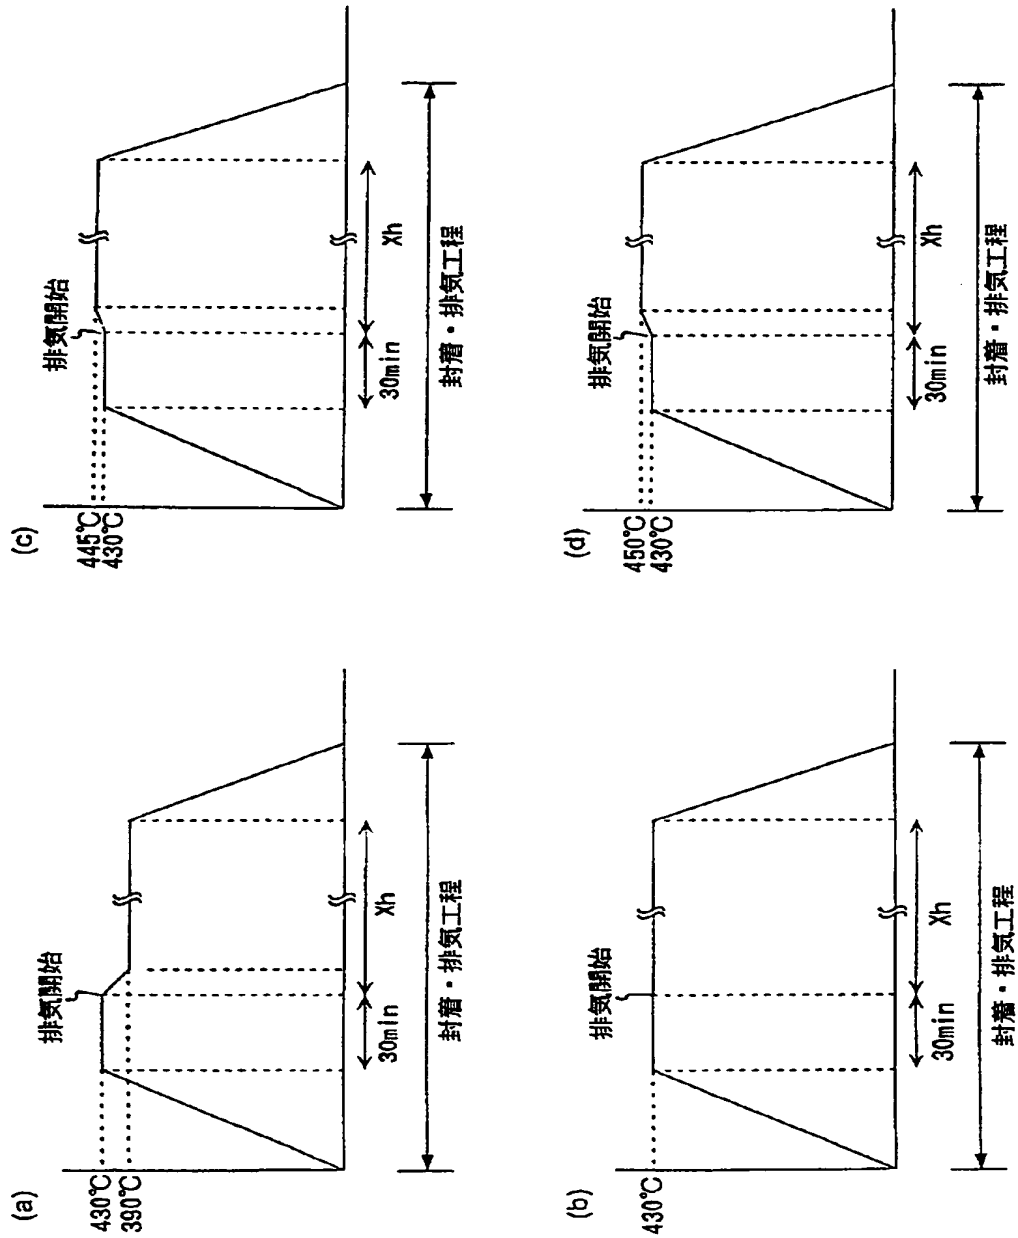 (a)
排気開始
430℃
390℃
30min
Xh
封着・排気工程
(b)
排気開始
430℃
30min
Xh
封着・排気工程
(c)
排気開始
445℃
430℃
30min
Xh
封着・排気工程
(d)
排気開始
450℃
430℃
30min
Xh
封着・排気工程